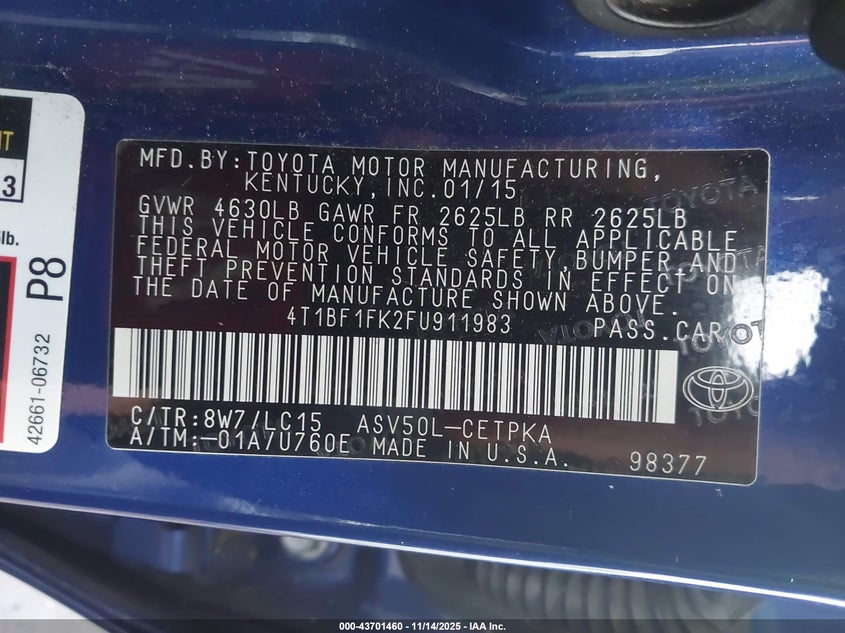 MFD.BY:TOYOTA MOTOR MANUFACTURING,
KENTUCKY,INC.01/15
GVWR 4630LB GAWR FR 2625LB RR 2625LB
THIS VEHICLE CONFORMS TO ALL APPLICABLE
FEDERAL MOTOR VEHICLE SAFETY,BUMPER,AND
THEFT PREVENTION STANDARDS IN EFFECT ON
THE DATE OF MANUFACTURE SHOWN ABOVE.
4T1BF1FK2FU911983 PASS.CAR
C/TR:8W7/LC15 ASV50L-CETPKA
A/TM:-01A/U760E MADE IN U.S.A. 98377
TOYOTA
3
lb.
P8
42661-06732
000-43701460 - 11/14/2025 - IAA Inc.